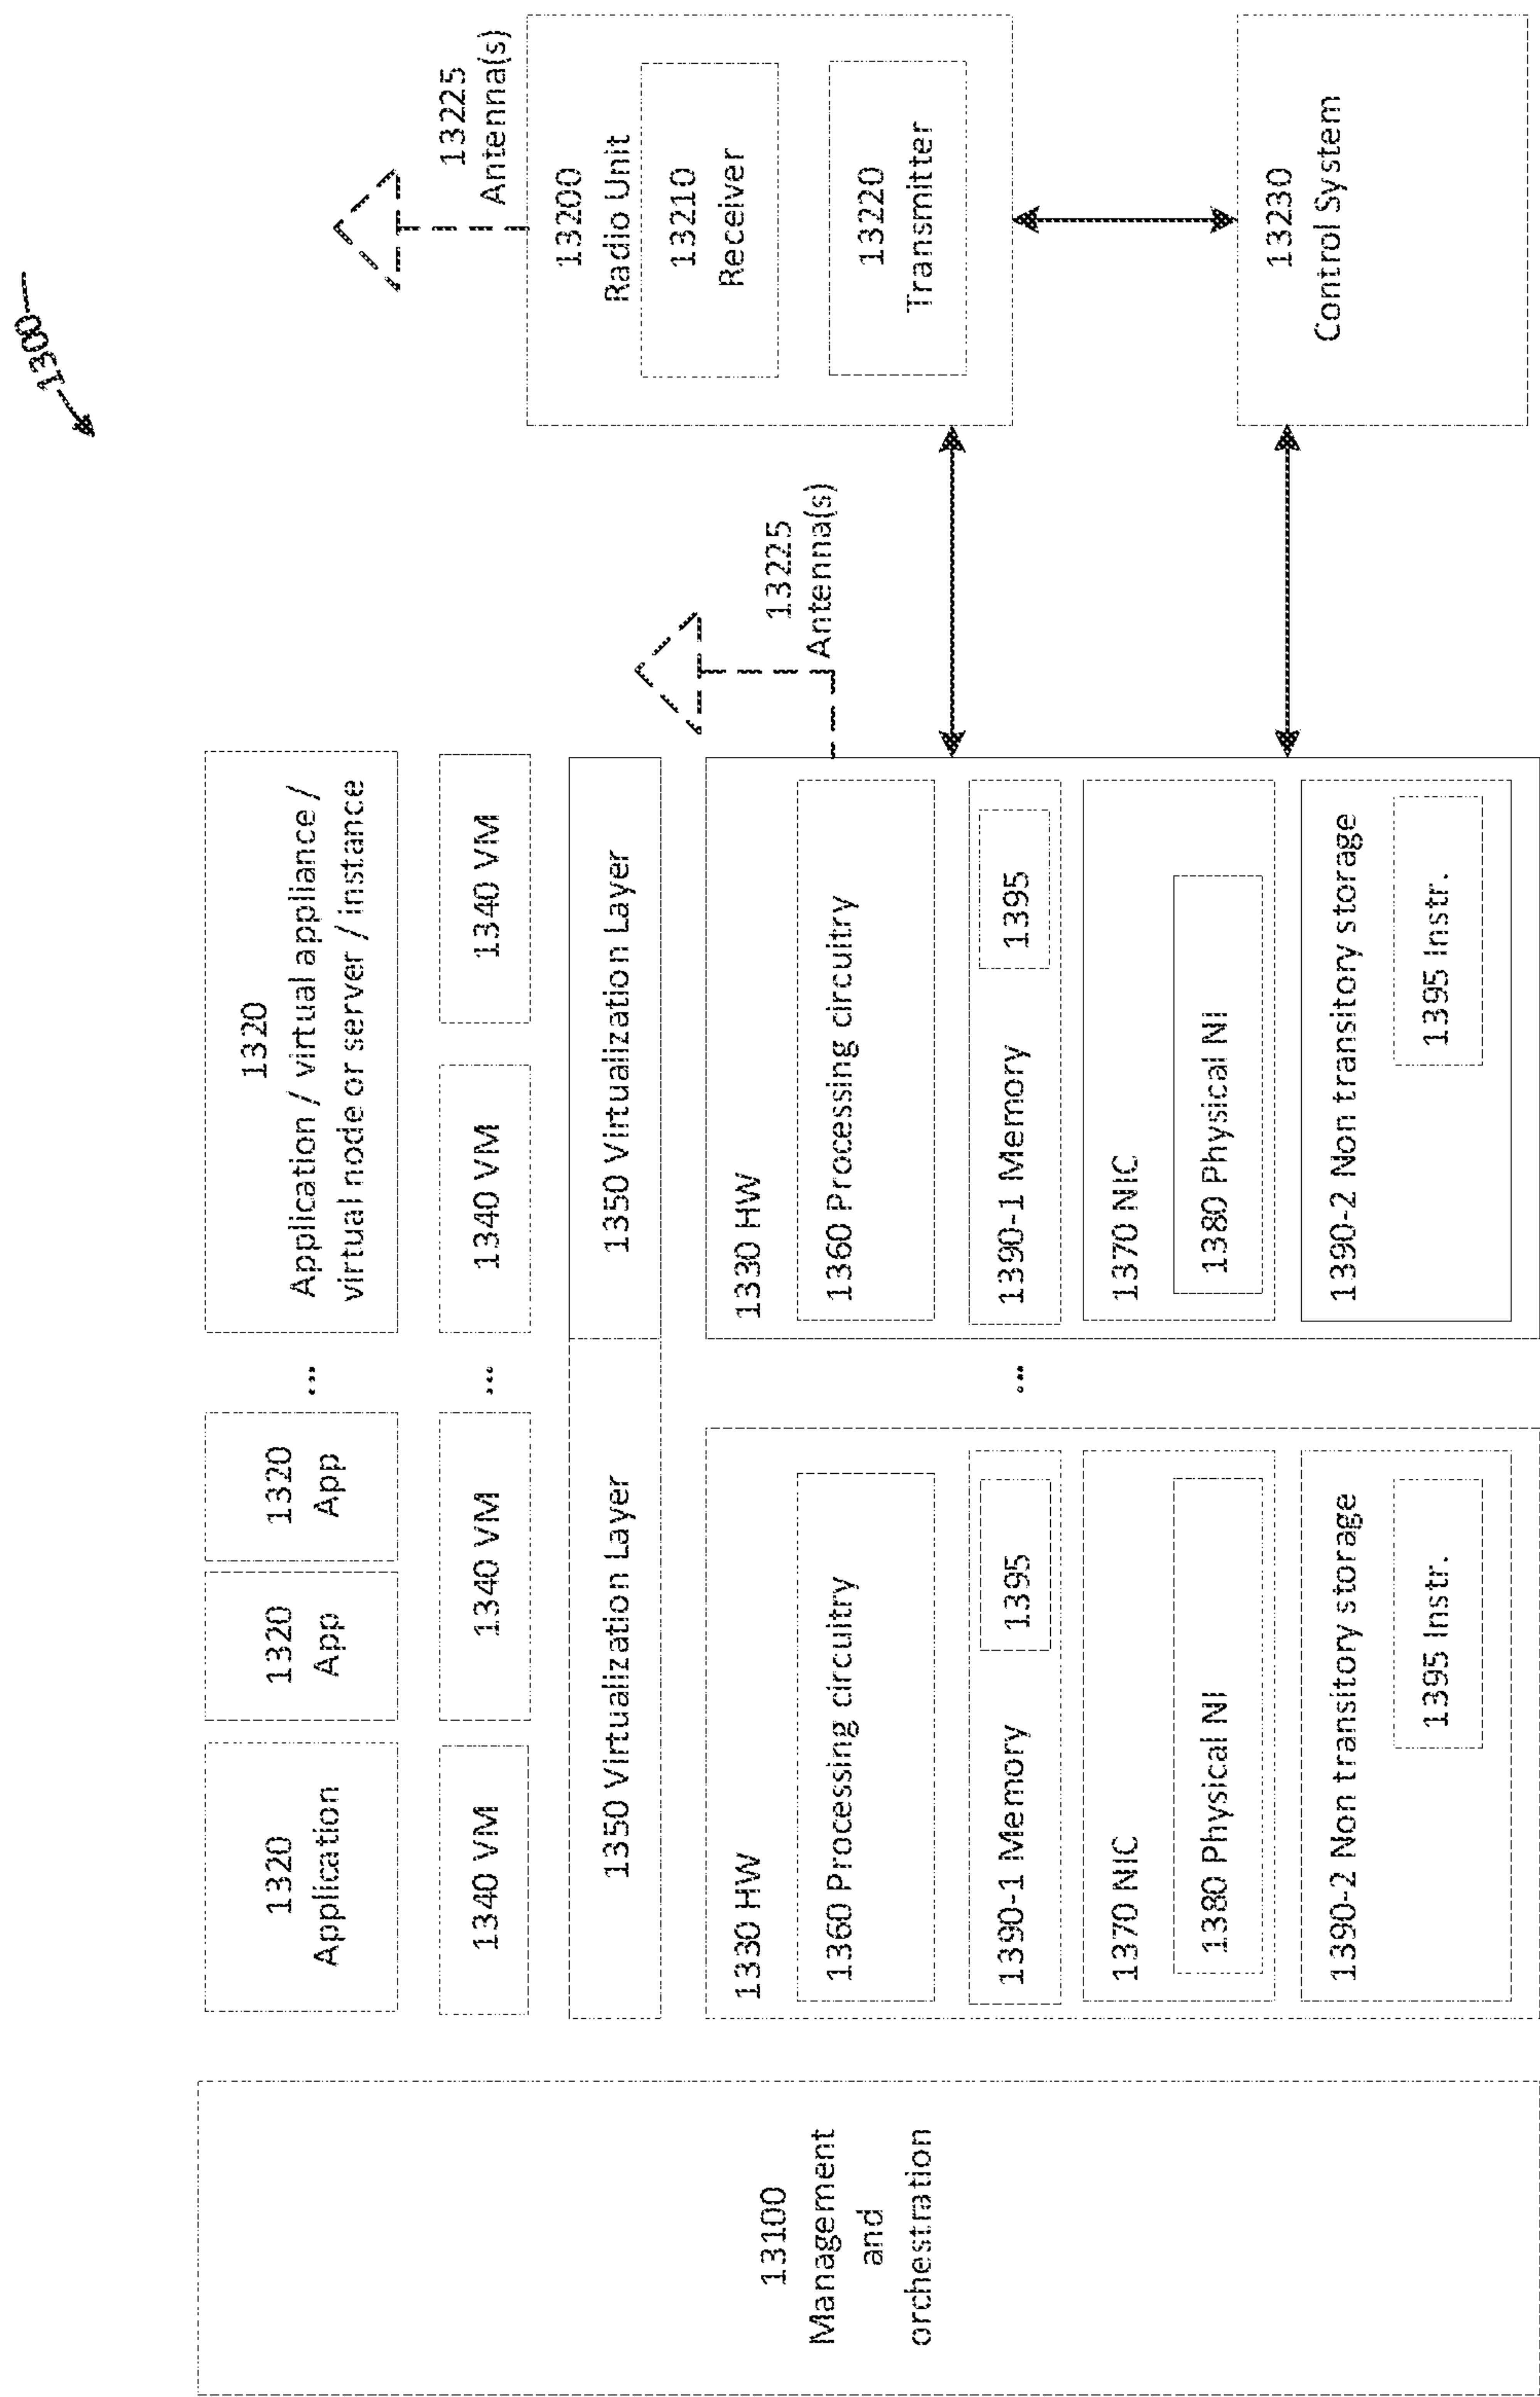 1300
13100
Management
and
orchestration
1320
Application
1320
App
1320
App
...
1320
Application / virtual appliance /
virtual node or server / instance
1340 VM
1340 VM
...
1340 VM
1340 VM
1350 Virtualization Layer
1350 Virtualization Layer
1330 HW
1360 Processing circuitry
1390-1 Memory
1395
1370 NIC
1380 Physical NI
1390-2 Non transitory storage
1395 Instr.
...
1330 HW
1360 Processing circuitry
1390-1 Memory
1395
1370 NIC
1380 Physical NI
1390-2 Non transitory storage
1395 Instr.
13225
Antenna(s)
13225
Antenna(s)
13200
Radio Unit
13210
Receiver
13220
Transmitter
13230
Control System